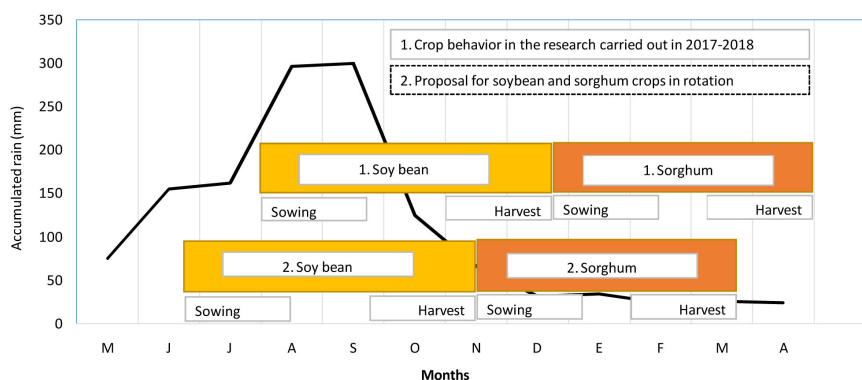 350
300
250
200
150
100
50
0
Accumulated rain (mm)
1. Crop behavior in the research carried out in 2017-2018
2. Proposal for soybean and sorghum crops in rotation
1. Soy bean
1. Sorghum
Sowing
Harvest
Sowing
Harvest
2. Soy bean
2. Sorghum
Sowing
Harvest
Sowing
Harvest
M J J A S O N D E F M A
Months